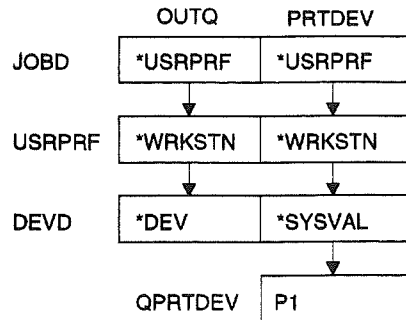 OUTQ PRTDEV
JOBD *USRPRF *USRPRF
USRPRF *WRKSTN *WRKSTN
DEVD *DEV *SYSVAL
QPRTDEV P1